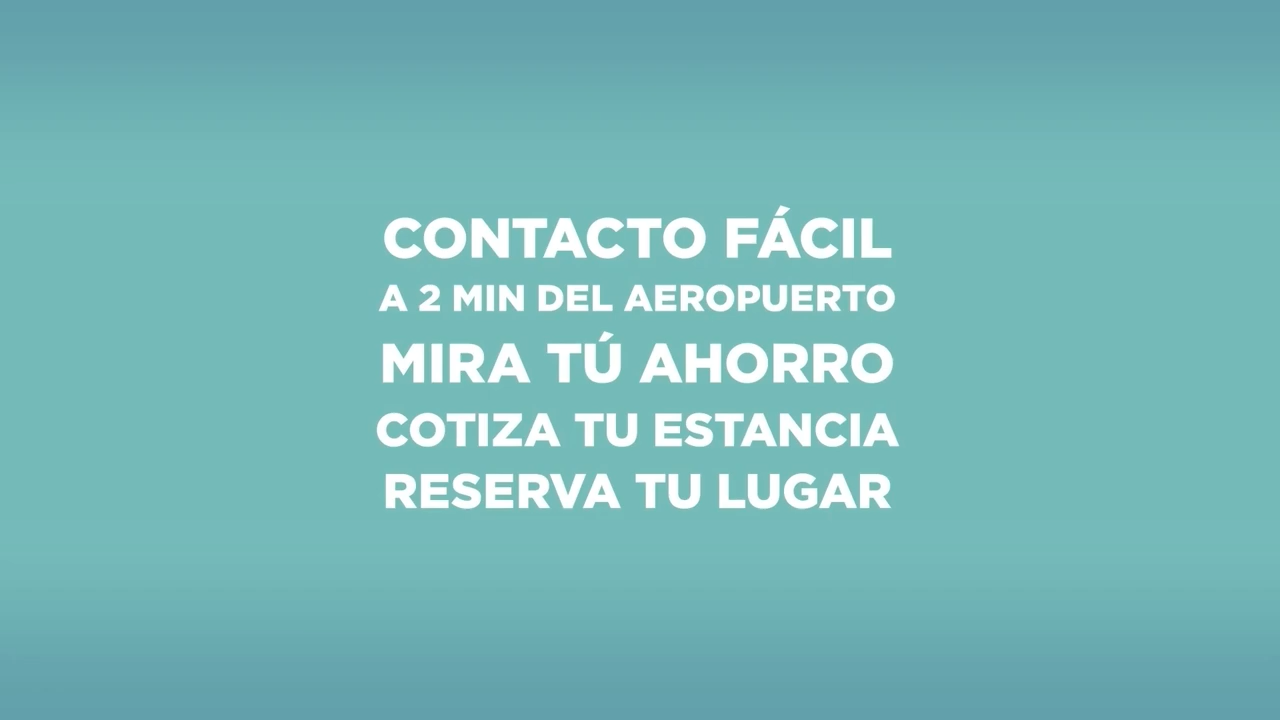 CONTACTO FÁCIL
A 2 MIN DEL AEROPUERTO
MIRA TÚ AHORRO
COTIZA TU ESTANCIA
RESERVA TU LUGAR